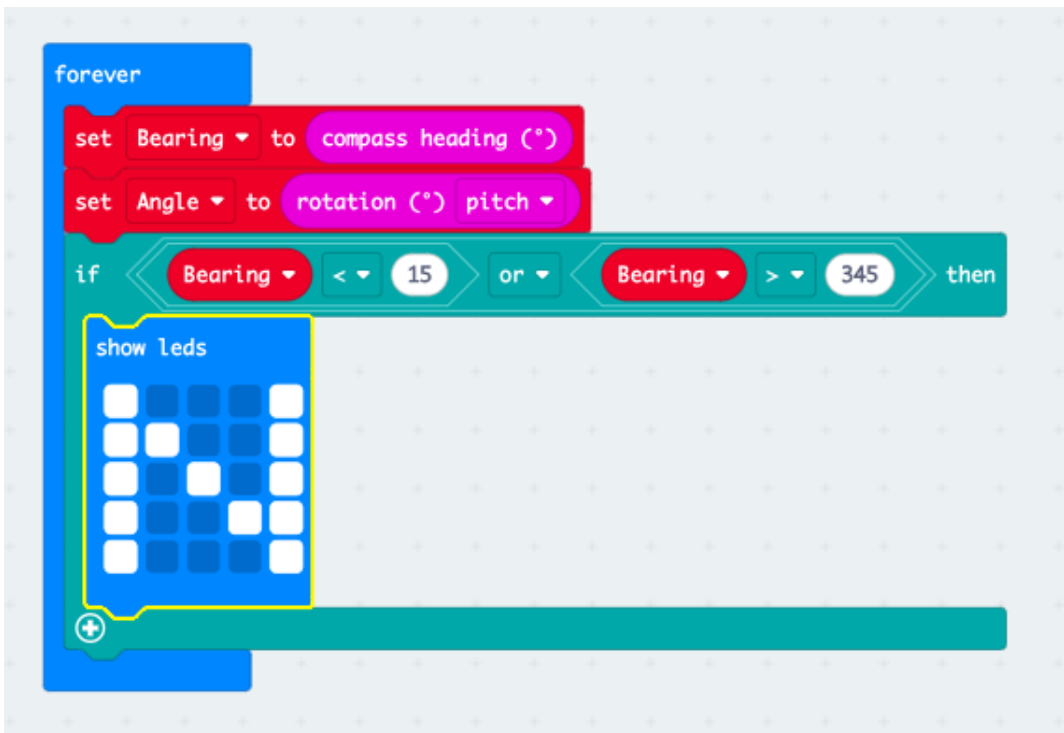 forever
set Bearing to compass heading (°)
set Angle to rotation (°) pitch
if Bearing < 15 or Bearing > 345 then
show leds